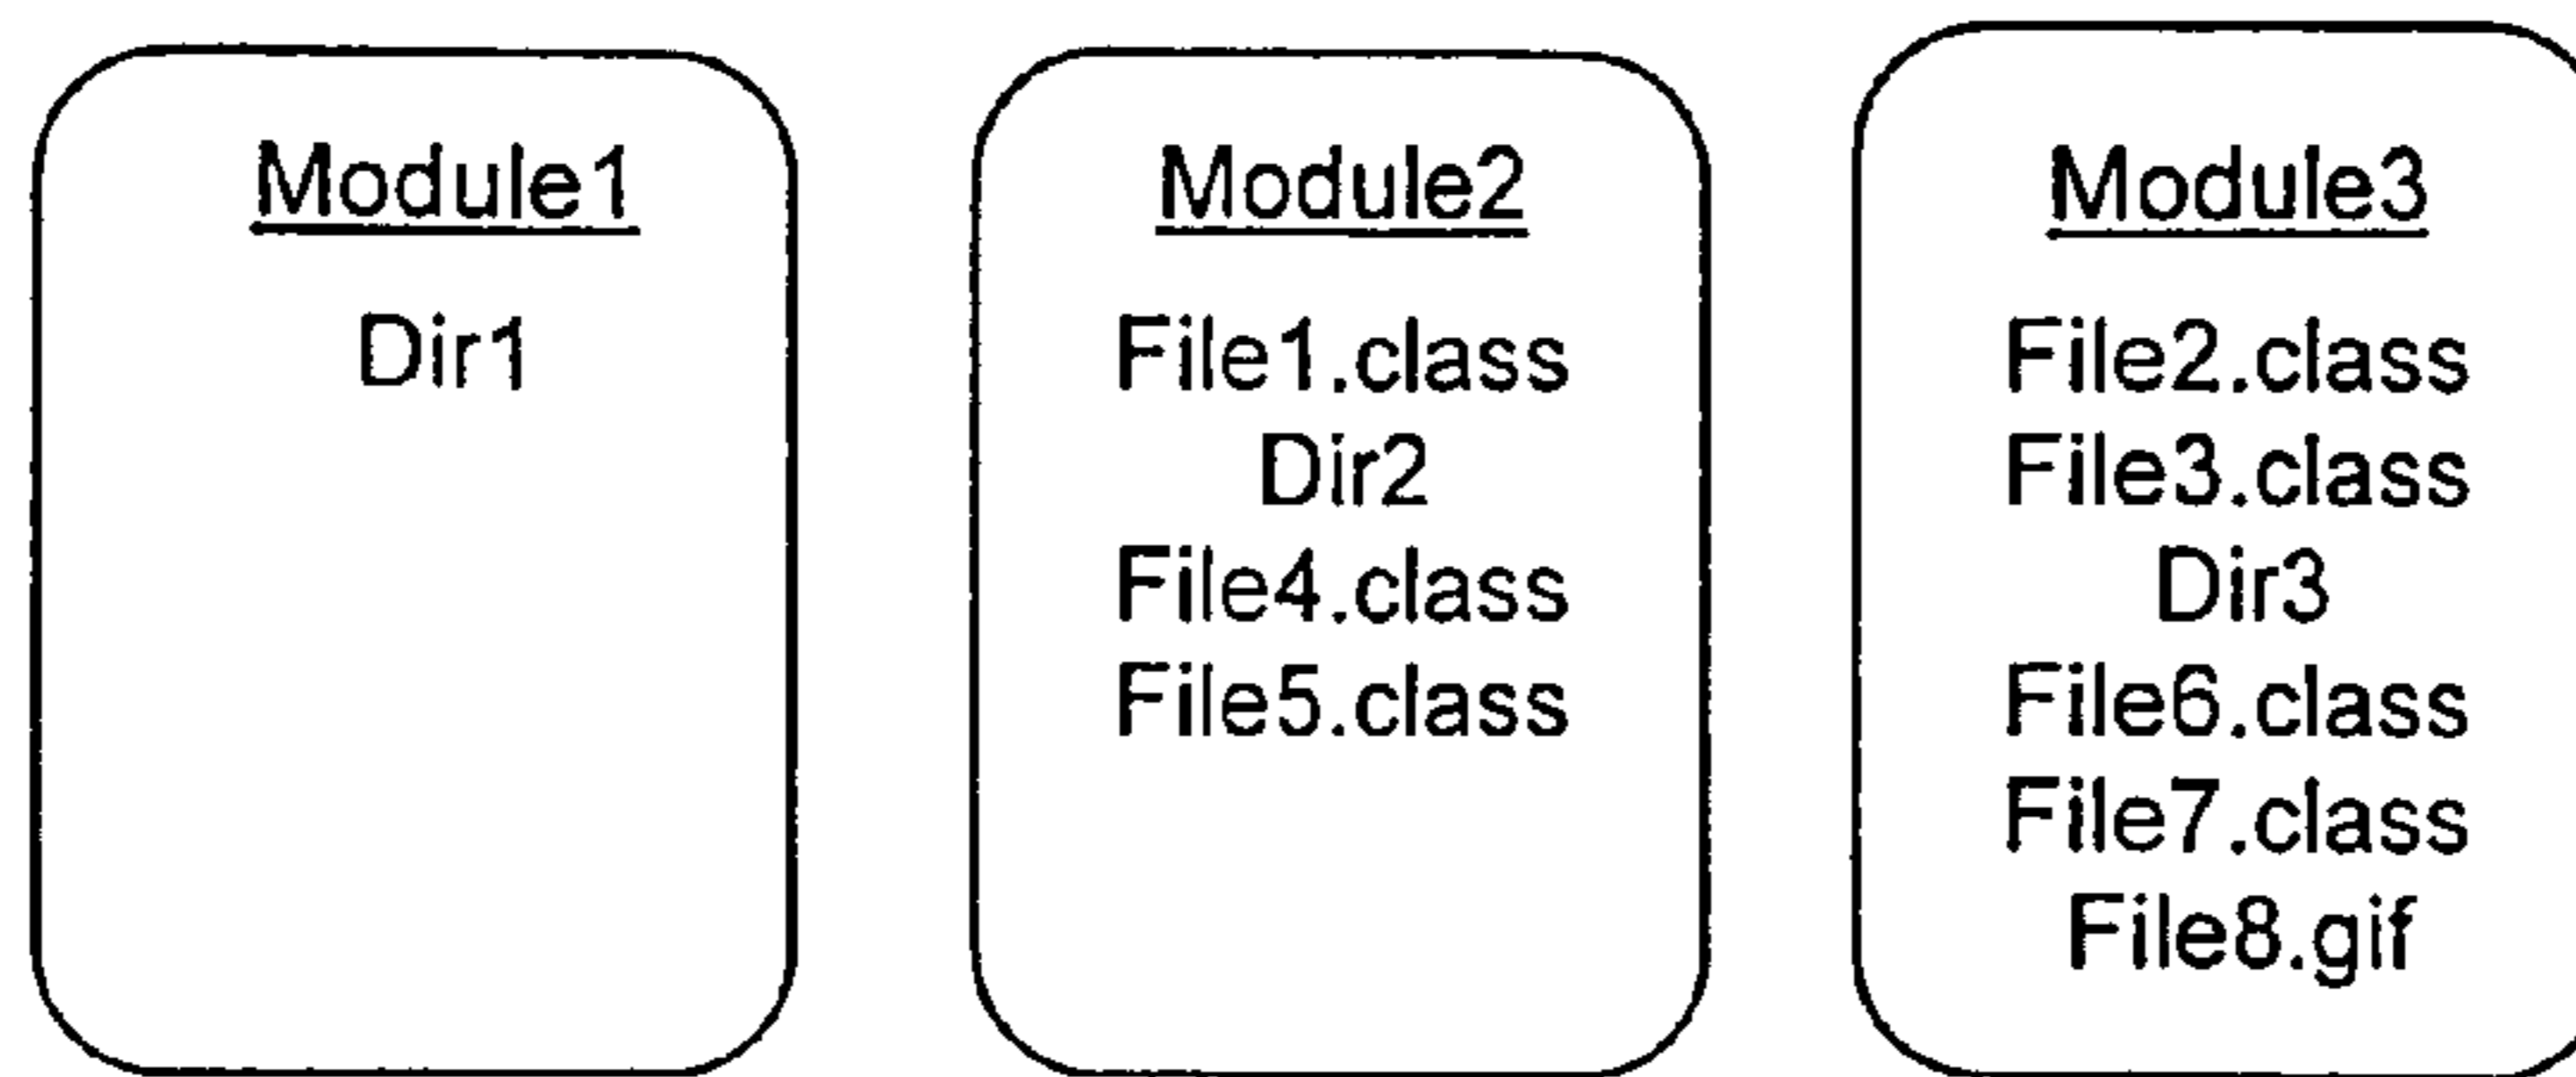 Module1
Dir1
Module2
File1.class
Dir2
File4.class
File5.class
Module3
File2.class
File3.class
Dir3
File6.class
File7.class
File8.gif